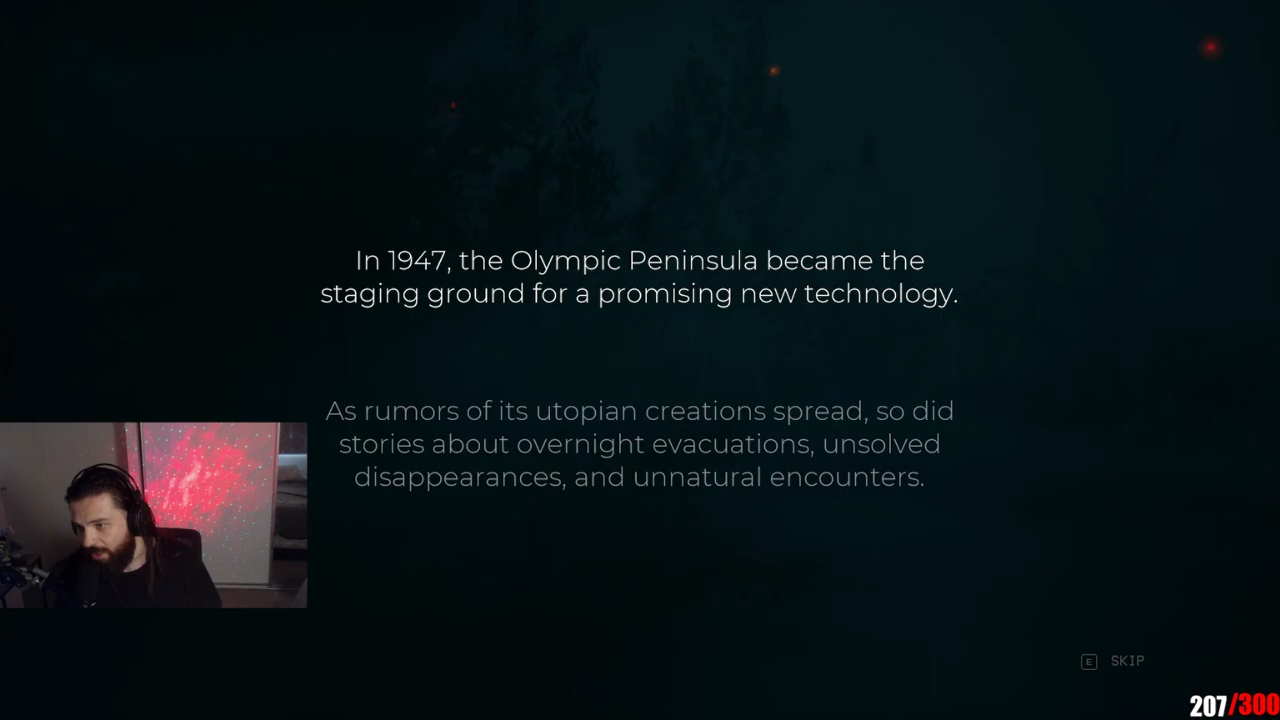 In 1947, the Olympic Peninsula became the
staging ground for a promising new technology.
As rumors of its utopian creations spread, so did
stories about overnight evacuations, unsolved
disappearances, and unnatural encounters.
E SKIP
207/300